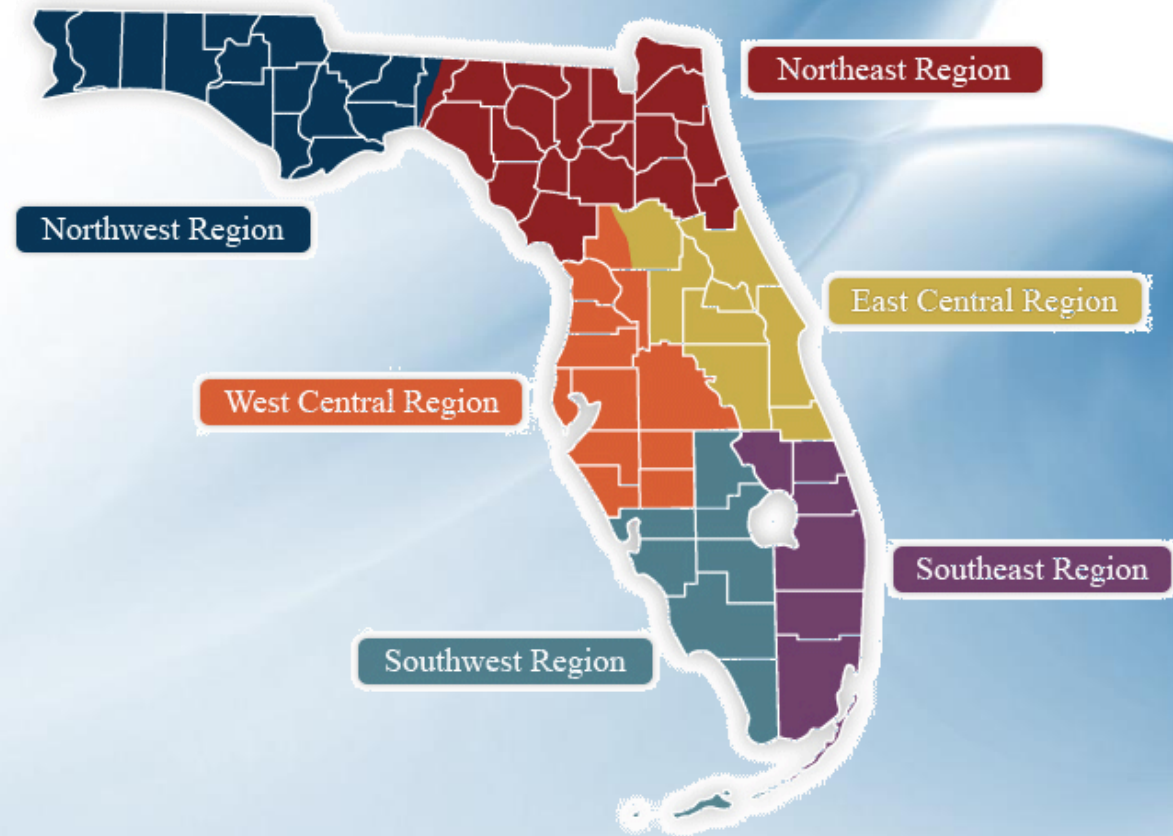 Northeast Region
Northwest Region
East Central Region
West Central Region
Southeast Region
Southwest Region